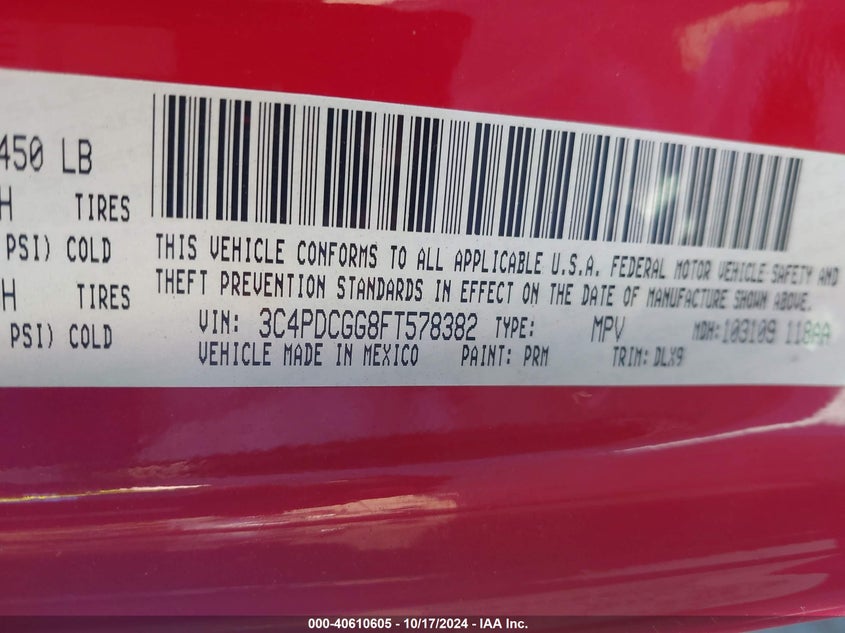 450 LB
H TIRES
PSI) COLD
H TIRES
PSI) COLD
THIS VEHICLE CONFORMS TO ALL APPLICABLE U.S.A. FEDERAL MOTOR VEHICLE SAFETY AND
THEFT PREVENTION STANDARDS IN EFFECT ON THE DATE OF MANUFACTURE SHOWN ABOVE.
VIN: 3C4PDCGG8FT578382 TYPE: MPV MDH: 103109 118AA
VEHICLE MADE IN MEXICO PAINT: PRM TRIM: DLX9
000-40610605 - 10/17/2024 - IAA Inc.